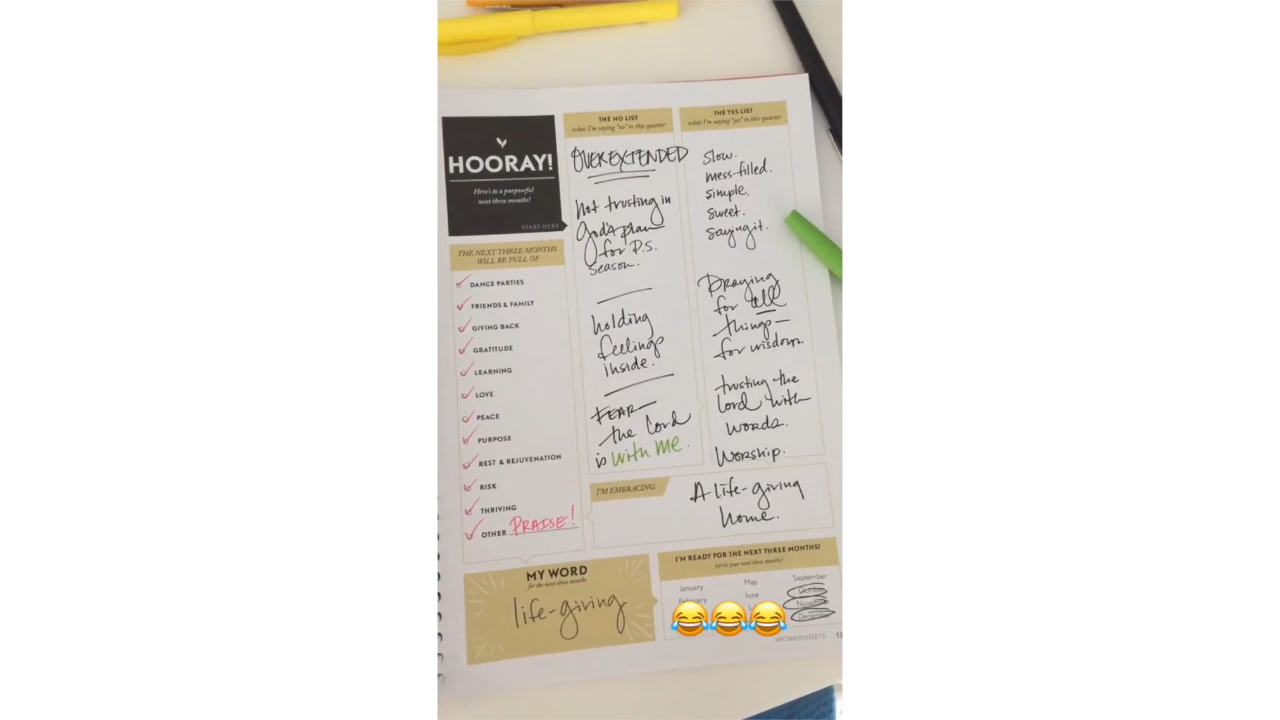 HOORAY!
Here's to a purposeful
next three months!
START HERE
THE NEXT THREE MONTHS
WILL BE FULL OF
DANCE PARTIES
FRIENDS & FAMILY
GIVING BACK
GRATITUDE
LEARNING
LOVE
PEACE
PURPOSE
REST & REJUVENATION
RISK
THRIVING
OTHER PRAISE!
THE NO LIST
what I'm saying "no" to this quarter
OVEREXTENDED
not trusting in
God's plan
for P.S.
season.
holding
feelings
inside.
FEAR—
the Lord
is with me.
THE YES LIST
what I'm saying "yes" to this quarter
slow.
mess-filled.
simple.
sweet.
saying it.
Praying
for all
things—
for wisdom.
trusting the
Lord with
words.
Worship.
I'M EMBRACING:
A life-giving
home.
MY WORD
for the next three months
life-giving
I'M READY FOR THE NEXT THREE MONTHS!
(circle your next three months)
January May September
February June October
November
December
#POWERSHEETS 13